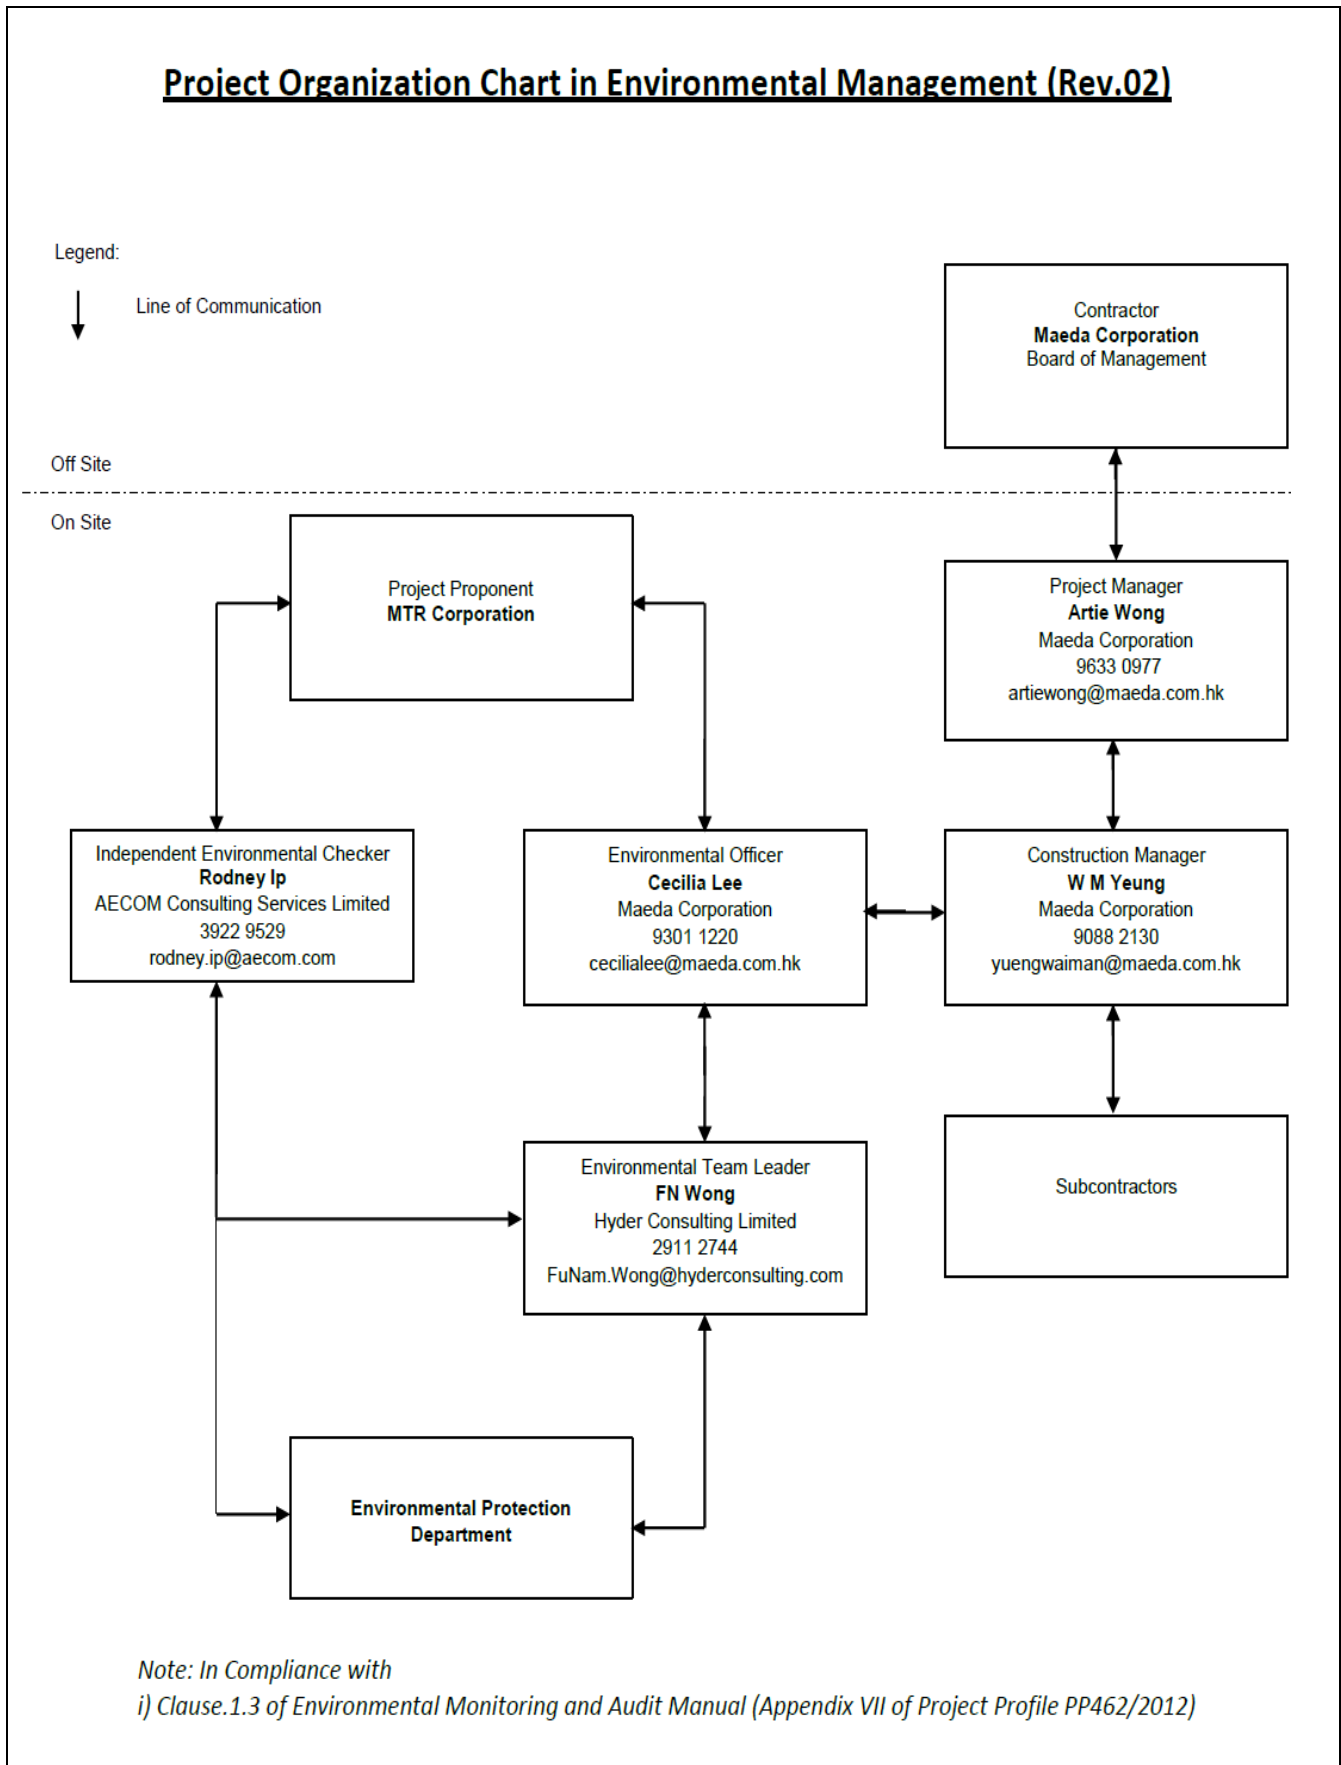 Project Organization Chart in Environmental Management (Rev.02)
Legend:
Line of Communication
Contractor
Maeda Corporation
Board of Management
Off Site
On Site
Project Proponent
MTR Corporation
Project Manager
Artie Wong
Maeda Corporation
9633 0977
artiewong@maeda.com.hk
Independent Environmental Checker
Rodney Ip
AECOM Consulting Services Limited
3922 9529
rodney.ip@aecom.com
Environmental Officer
Cecilia Lee
Maeda Corporation
9301 1220
cecilialee@maeda.com.hk
Construction Manager
W M Yeung
Maeda Corporation
9088 2130
yuengwaiman@maeda.com.hk
Environmental Team Leader
FN Wong
Hyder Consulting Limited
2911 2744
FuNam.Wong@hyderconsulting.com
Subcontractors
Environmental Protection
Department
Note: In Compliance with
i) Clause.1.3 of Environmental Monitoring and Audit Manual (Appendix VII of Project Profile PP462/2012)